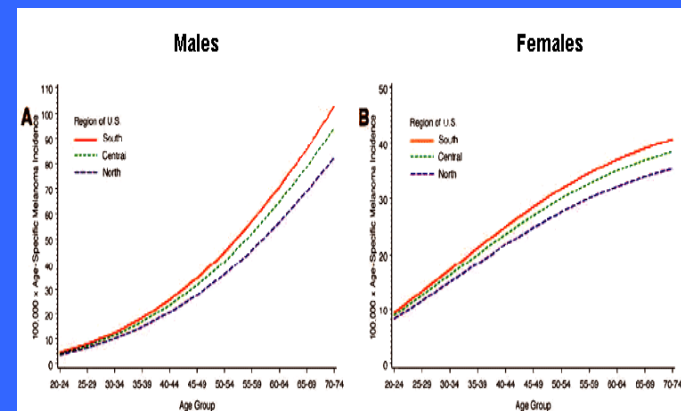 Males
A
100,000 x Age-Specific Melanoma Incidence
110
100
90
80
70
60
50
40
30
20
10
0
Region of U.S.
South
Central
North
20-24 25-29 30-34 35-39 40-44 45-49 50-54 55-59 60-64 65-69 70-74
Age Group
Females
B
100,000 x Age-Specific Melanoma Incidence
50
40
30
20
10
0
Region of U.S.
South
Central
North
20-24 25-29 30-34 35-39 40-44 45-49 50-54 55-59 60-64 65-69 70-74
Age Group